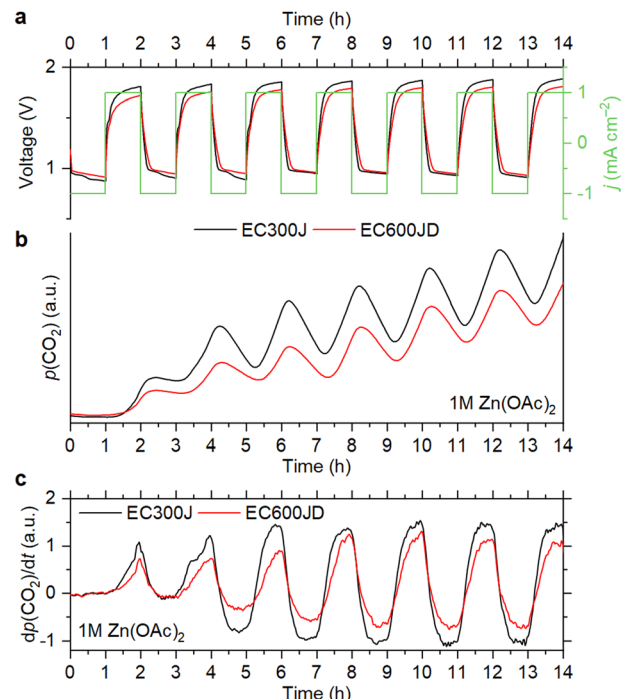 a
Time (h)
0 1 2 3 4 5 6 7 8 9 10 11 12 13 14
2
1
Voltage (V)
1
0
-1
j (mA cm⁻²)
EC300J EC600JD
b
p(CO₂) (a.u.)
1M Zn(OAc)₂
0 1 2 3 4 5 6 7 8 9 10 11 12 13 14
Time (h)
c
EC300J EC600JD
2
1
0
-1
dp(CO₂)/dt (a.u.)
1M Zn(OAc)₂
0 1 2 3 4 5 6 7 8 9 10 11 12 13 14
Time (h)